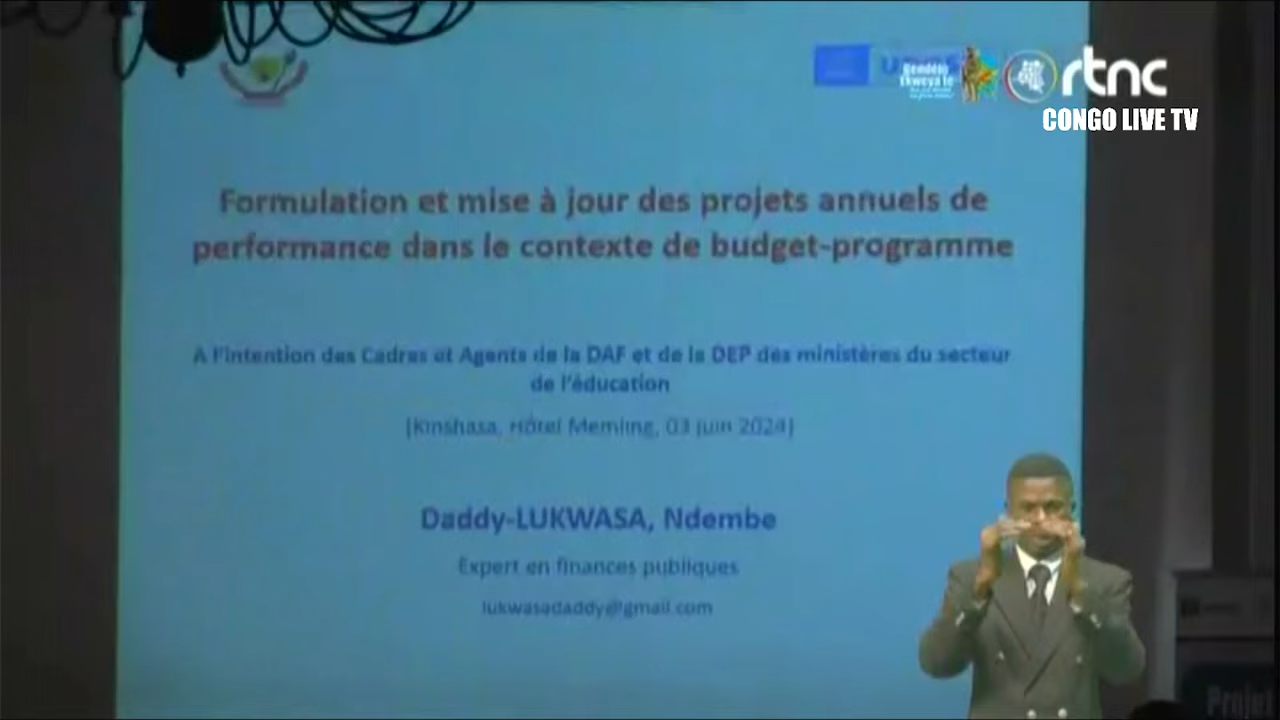 rtnc
CONGO LIVE TV
Formulation et mise à jour des projets annuels de
performance dans le contexte de budget-programme
A l'intention des Cadres et Agents de la DAF et de la DEP des ministères du secteur
de l'éducation
(Kinshasa, Hôtel Memling, 03 juin 2024)
Daddy-LUKWASA, Ndembe
Expert en finances publiques
lukwasadaddy@gmail.com
Projet